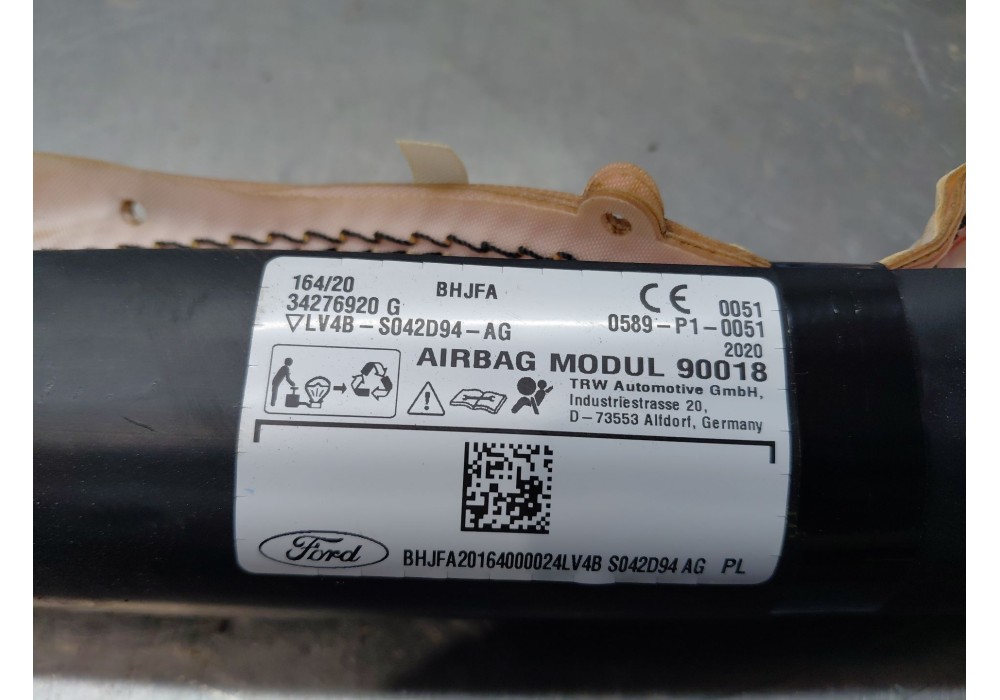 164/20 BHJFA CE 0051
34276920 G 0589-P1-0051
▽LV4B-S042D94-AG 2020
AIRBAG MODUL 90018
TRW Automotive GmbH,
Industriestrasse 20,
D-73553 Alfdorf, Germany
Ford BHJFA20164000024LV4B S042D94 AG PL